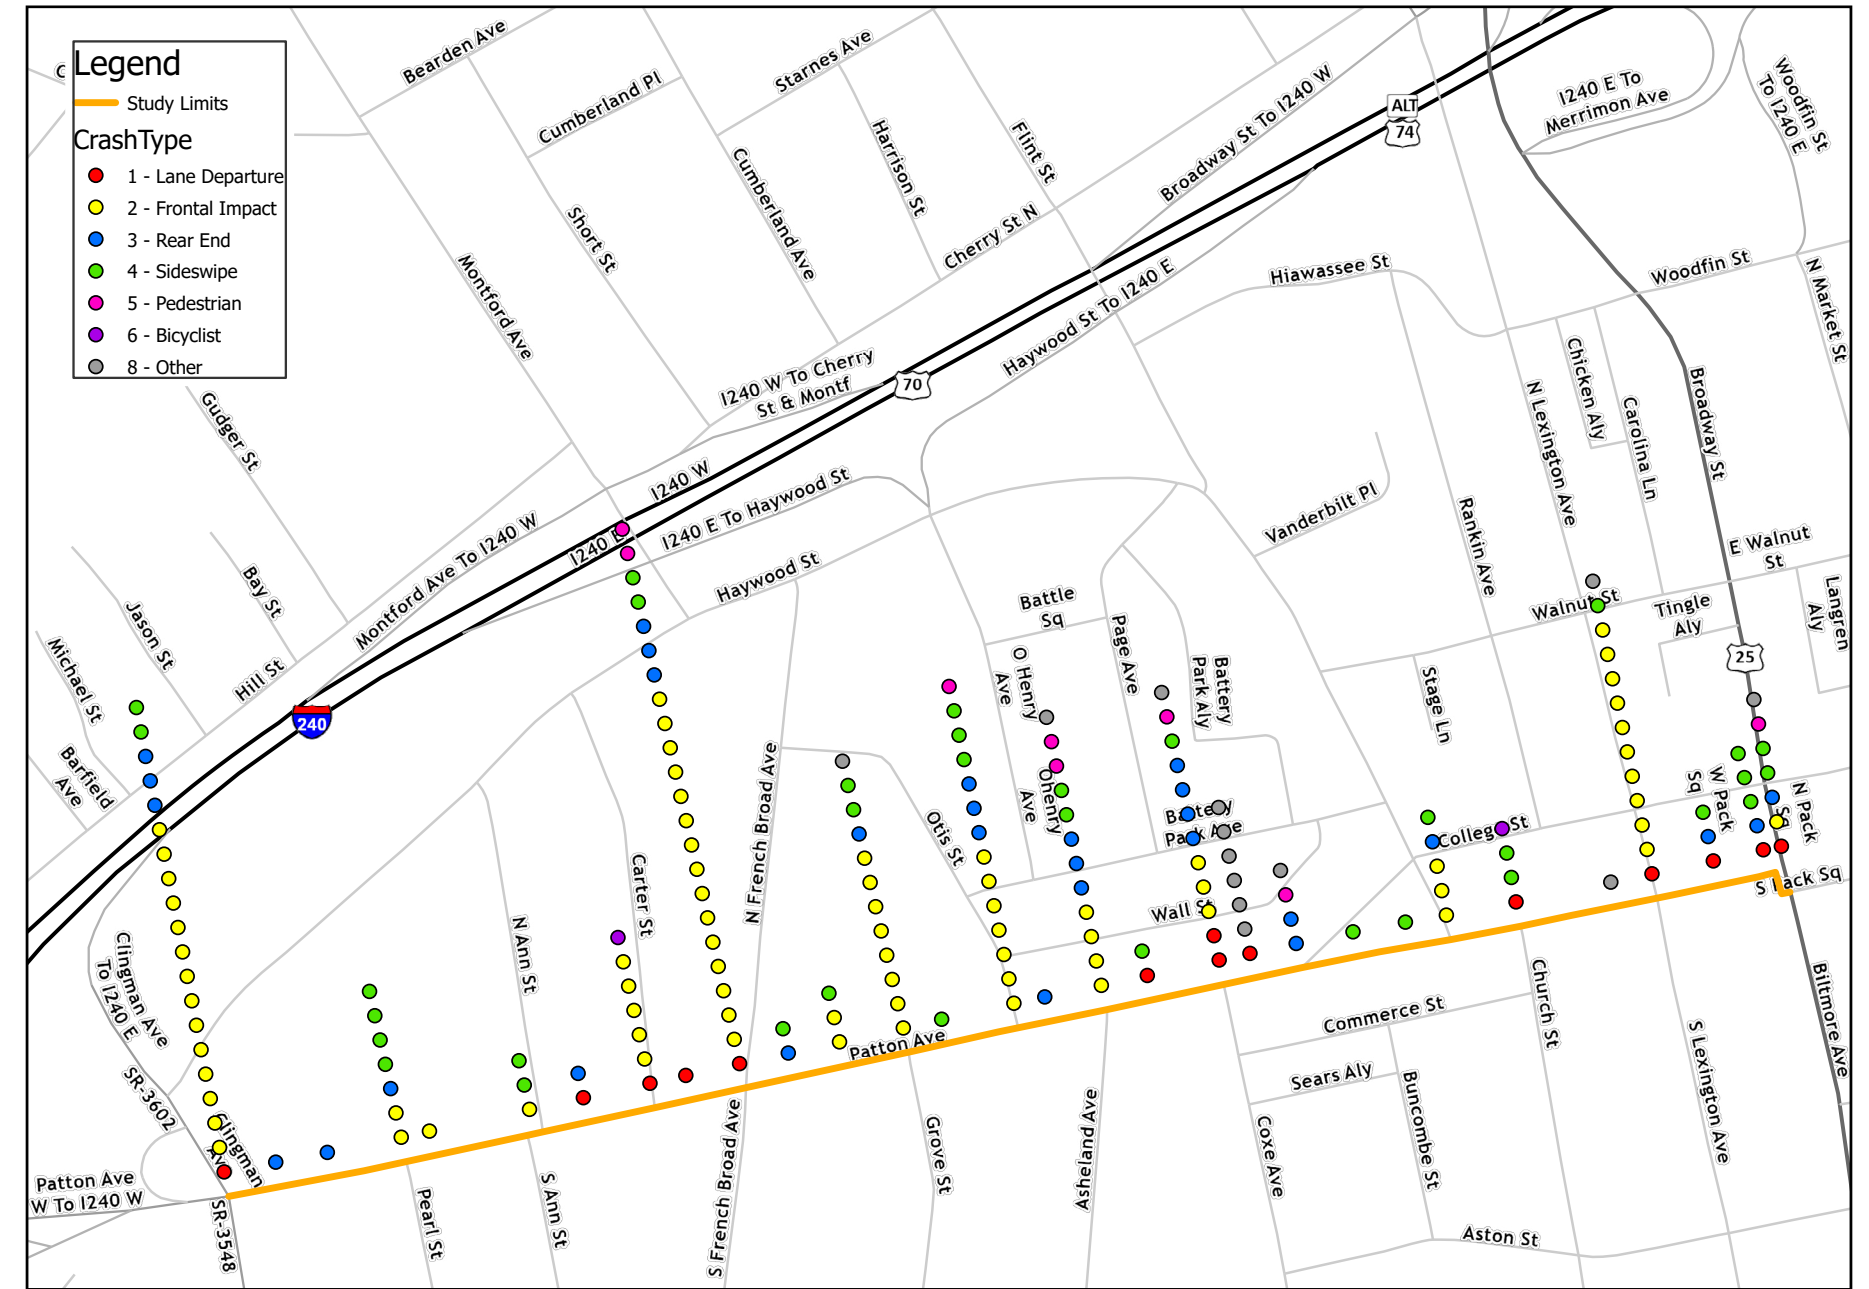 Legend
Study Limits
CrashType
1 - Lane Departure
2 - Frontal Impact
3 - Rear End
4 - Sideswipe
5 - Pedestrian
6 - Bicyclist
8 - Other
Bearden Ave
Cumberland Pl
Starnes Ave
Harrison St
Flint St
Cumberland Ave
Short St
Montford Ave
Cherry St N
Broadway St To I240 W
ALT
74
I240 E To
Merrimon Ave
Woodfin St
To I240 E
Woodfin St
N Market St
Hiawassee St
Haywood St To I240 E
I240 W To Cherry
St & Montf
70
Gudger St
I240 W
I240 E
I240 E To Haywood St
Montford Ave To I240 W
Haywood St
Bay St
Jason St
Michael St
Barfield
Ave
Hill St
240
Vanderbilt Pl
Rankin Ave
N Lexington Ave
Chicken Aly
Carolina Ln
Broadway St
E Walnut
St
Walnut St
Tingle
Aly
Langren
Aly
25
Battle
Sq
O Henry
Ave
Page Ave
Battery
Park Aly
Stage Ln
Ohenry
Ave
Battery
Park Ave
College St
W Pack
Sq
N Pack
Sq
S Pack Sq
Wall St
Otis St
N French Broad Ave
Carter St
N Ann St
Clingman Ave
To I240 E
SR-3602
Clingman
Ave
Patton Ave
W To I240 W
SR-3548
Pearl St
S Ann St
S French Broad Ave
Patton Ave
Grove St
Asheland Ave
Coxe Ave
Commerce St
Sears Aly
Buncombe St
Church St
S Lexington Ave
Biltmore Ave
Aston St